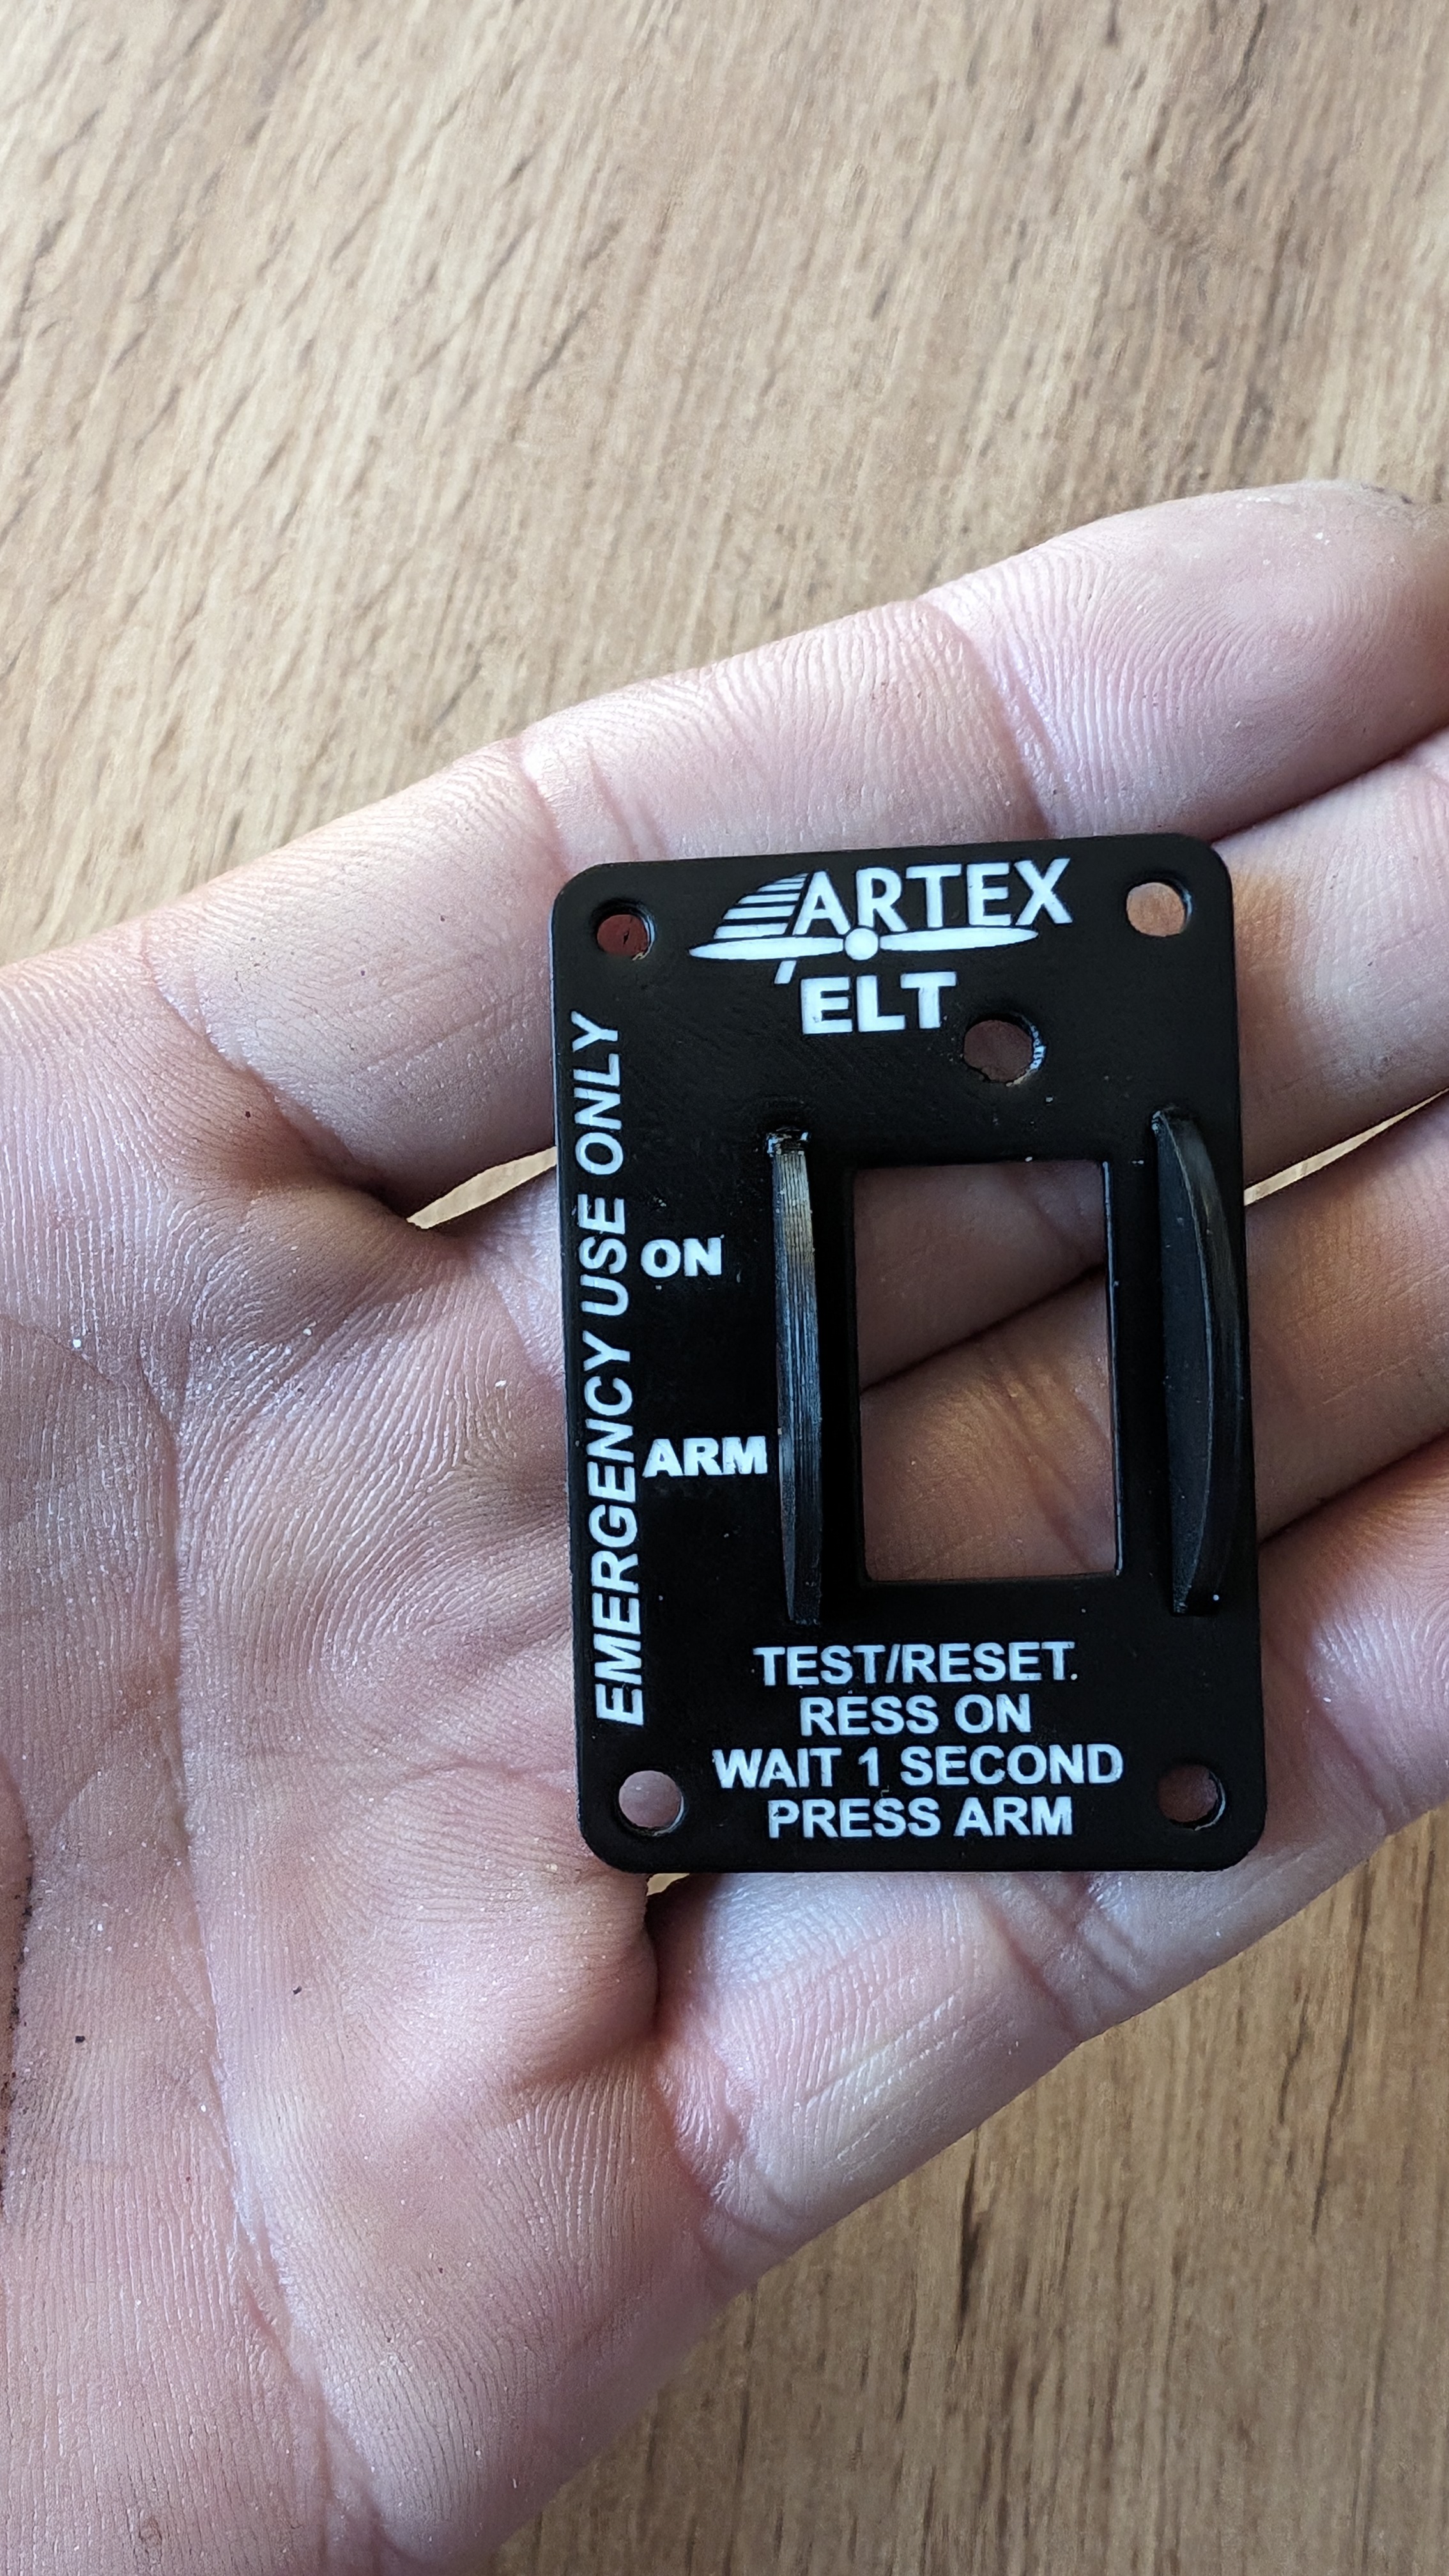 ARTEX
ELT
EMERGENCY USE ONLY
ON
ARM
TEST/RESET.
RESS ON
WAIT 1 SECOND
PRESS ARM